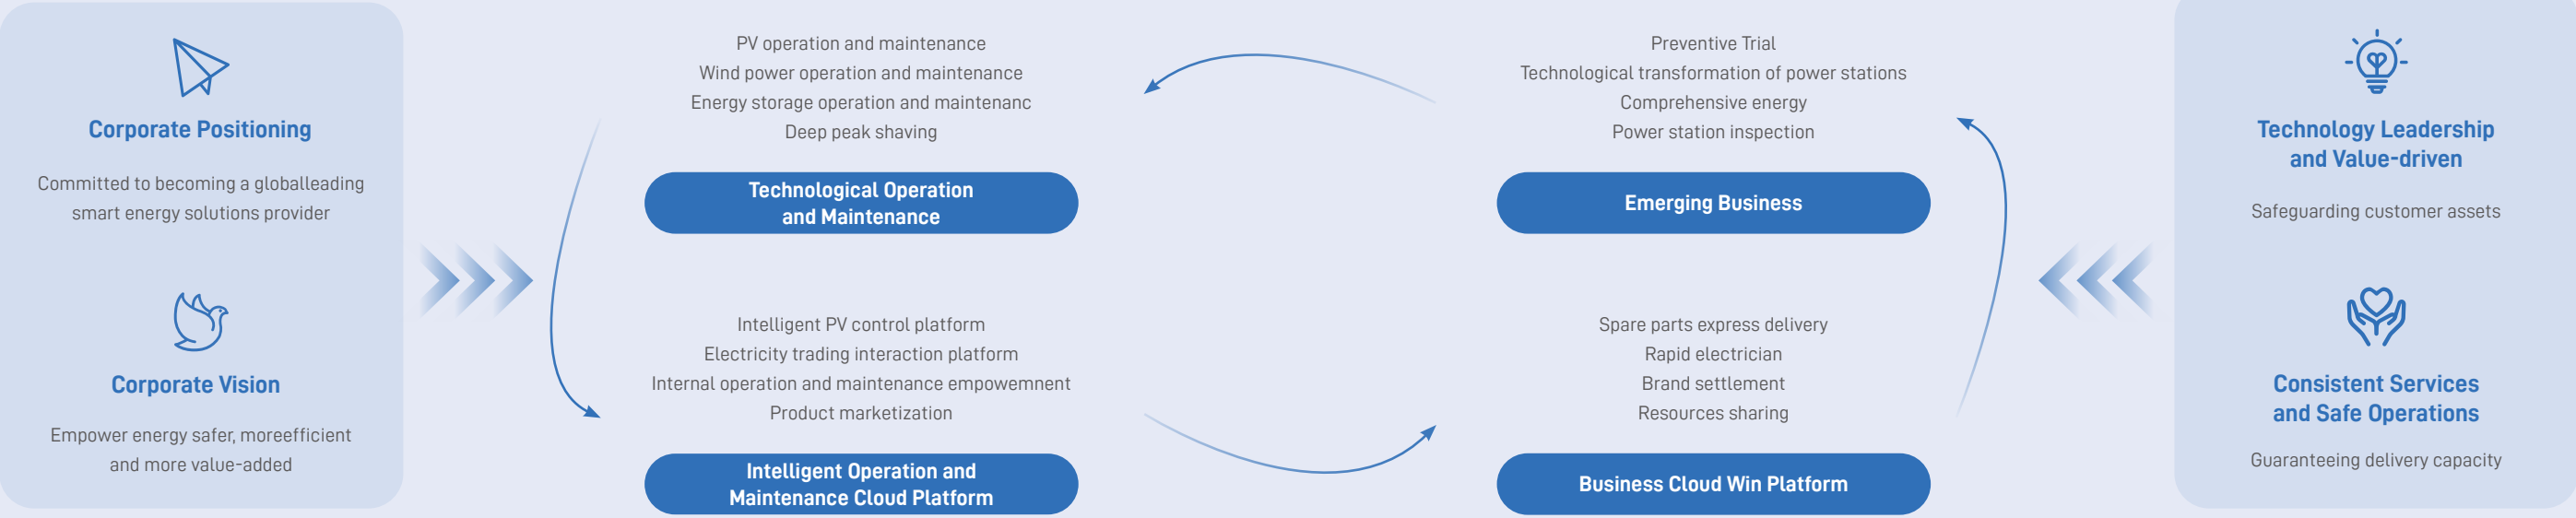 Corporate Positioning
Committed to becoming a globalleading
smart energy solutions provider
Corporate Vision
Empower energy safer, moreefficient
and more value-added
PV operation and maintenance
Wind power operation and maintenance
Energy storage operation and maintenanc
Deep peak shaving
Technological Operation
and Maintenance
Intelligent PV control platform
Electricity trading interaction platform
Internal operation and maintenance empowemnent
Product marketization
Intelligent Operation and
Maintenance Cloud Platform
Preventive Trial
Technological transformation of power stations
Comprehensive energy
Power station inspection
Emerging Business
Spare parts express delivery
Rapid electrician
Brand settlement
Resources sharing
Business Cloud Win Platform
Technology Leadership
and Value-driven
Safeguarding customer assets
Consistent Services
and Safe Operations
Guaranteeing delivery capacity